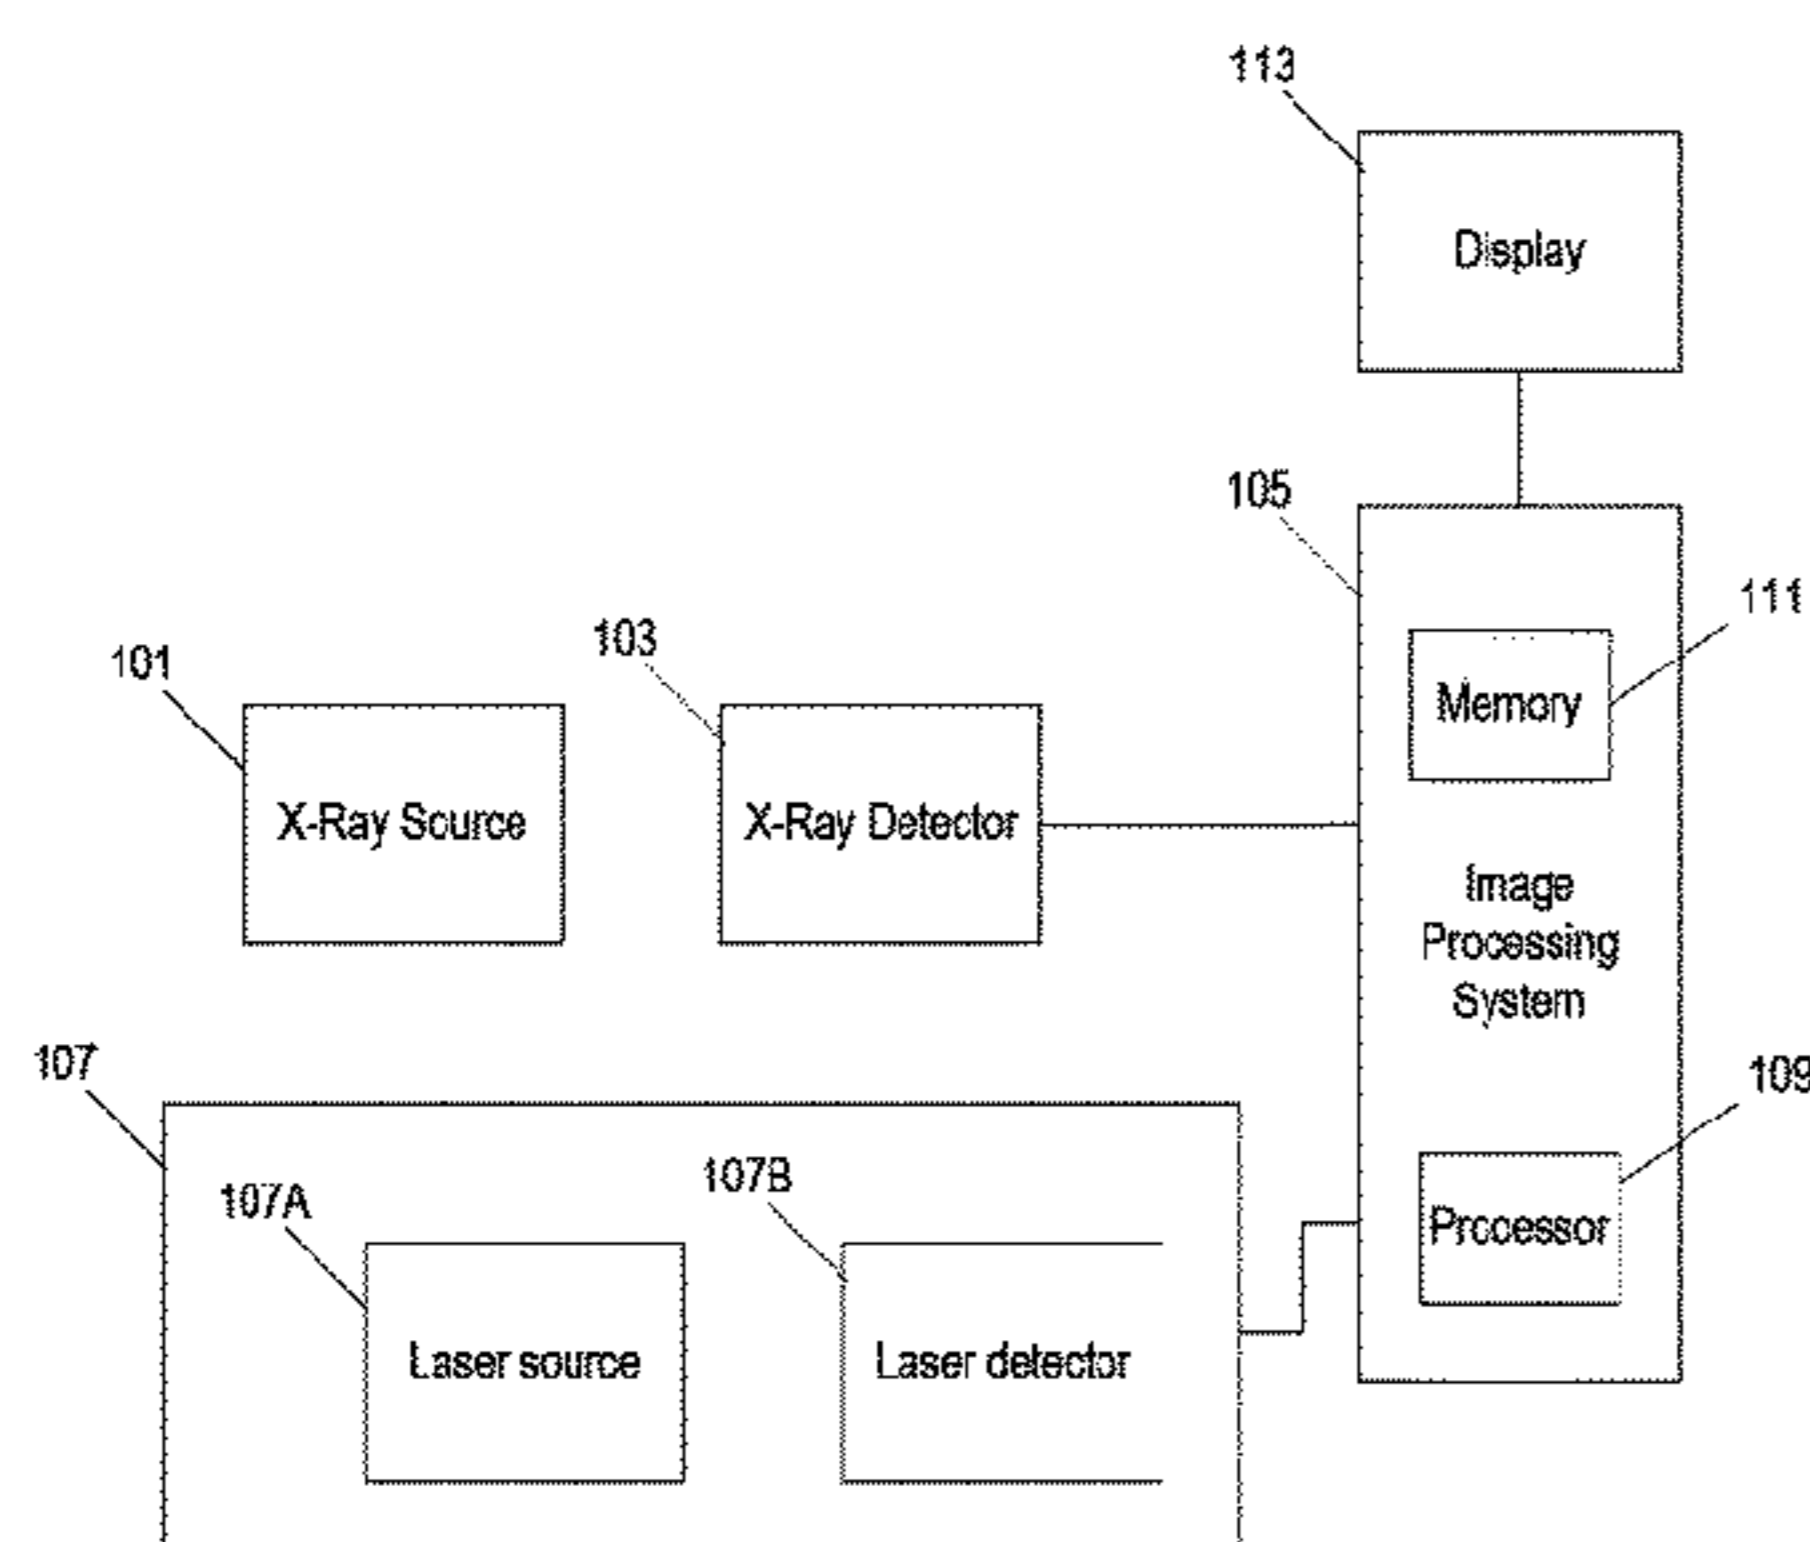 113
Display
105
111
Memory
103
101
X-Ray Source
X-Ray Detector
Image
Processing
System
107
109
107A
107B
Processor
Laser source
Laser detector